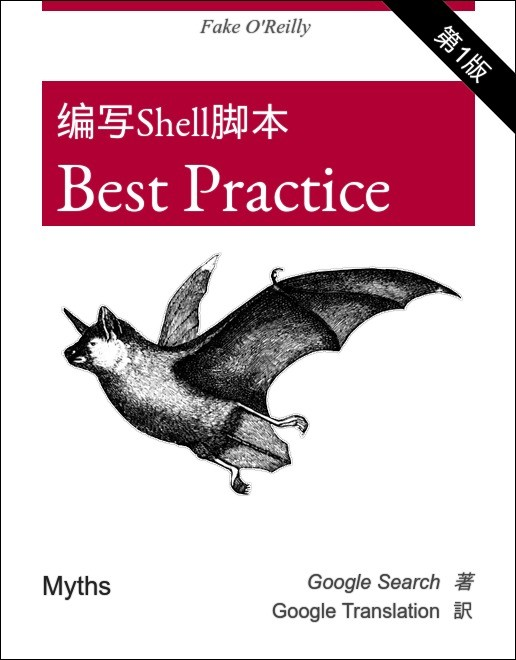 Fake O'Reilly
第1版
编写Shell脚本
Best Practice
Myths
Google Search 著
Google Translation 訳